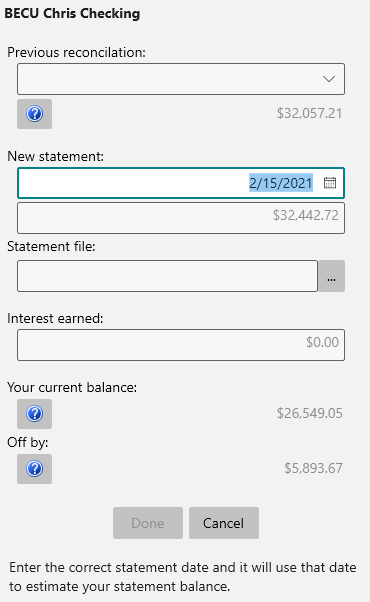 BECU Chris Checking
Previous reconcilation:
?
$32,057.21
New statement:
2/15/2021
$32,442.72
Statement file:
...
Interest earned:
$0.00
Your current balance:
?
$26,549.05
Off by:
?
$5,893.67
Done
Cancel
Enter the correct statement date and it will use that date
to estimate your statement balance.